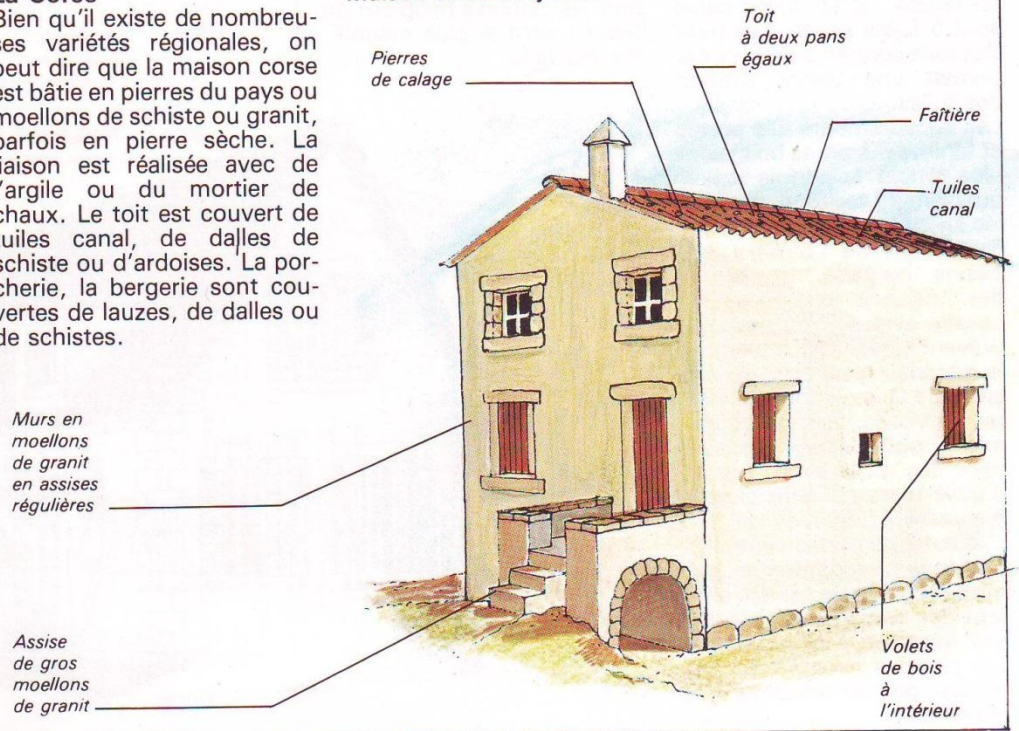 La Corse
Bien qu'il existe de nombreu-
ses variétés régionales, on
peut dire que la maison corse
est bâtie en pierres du pays ou
moellons de schiste ou granit,
parfois en pierre sèche. La
liaison est réalisée avec de
l'argile ou du mortier de
chaux. Le toit est couvert de
tuiles canal, de dalles de
schiste ou d'ardoises. La por-
cherie, la bergerie sont cou-
vertes de lauzes, de dalles ou
de schistes.
Pierres
de calage
Toit
à deux pans
égaux
Faîtière
Tuiles
canal
Murs en
moellons
de granit
en assises
régulières
Assise
de gros
moellons
de granit
Volets
de bois
à
l'intérieur